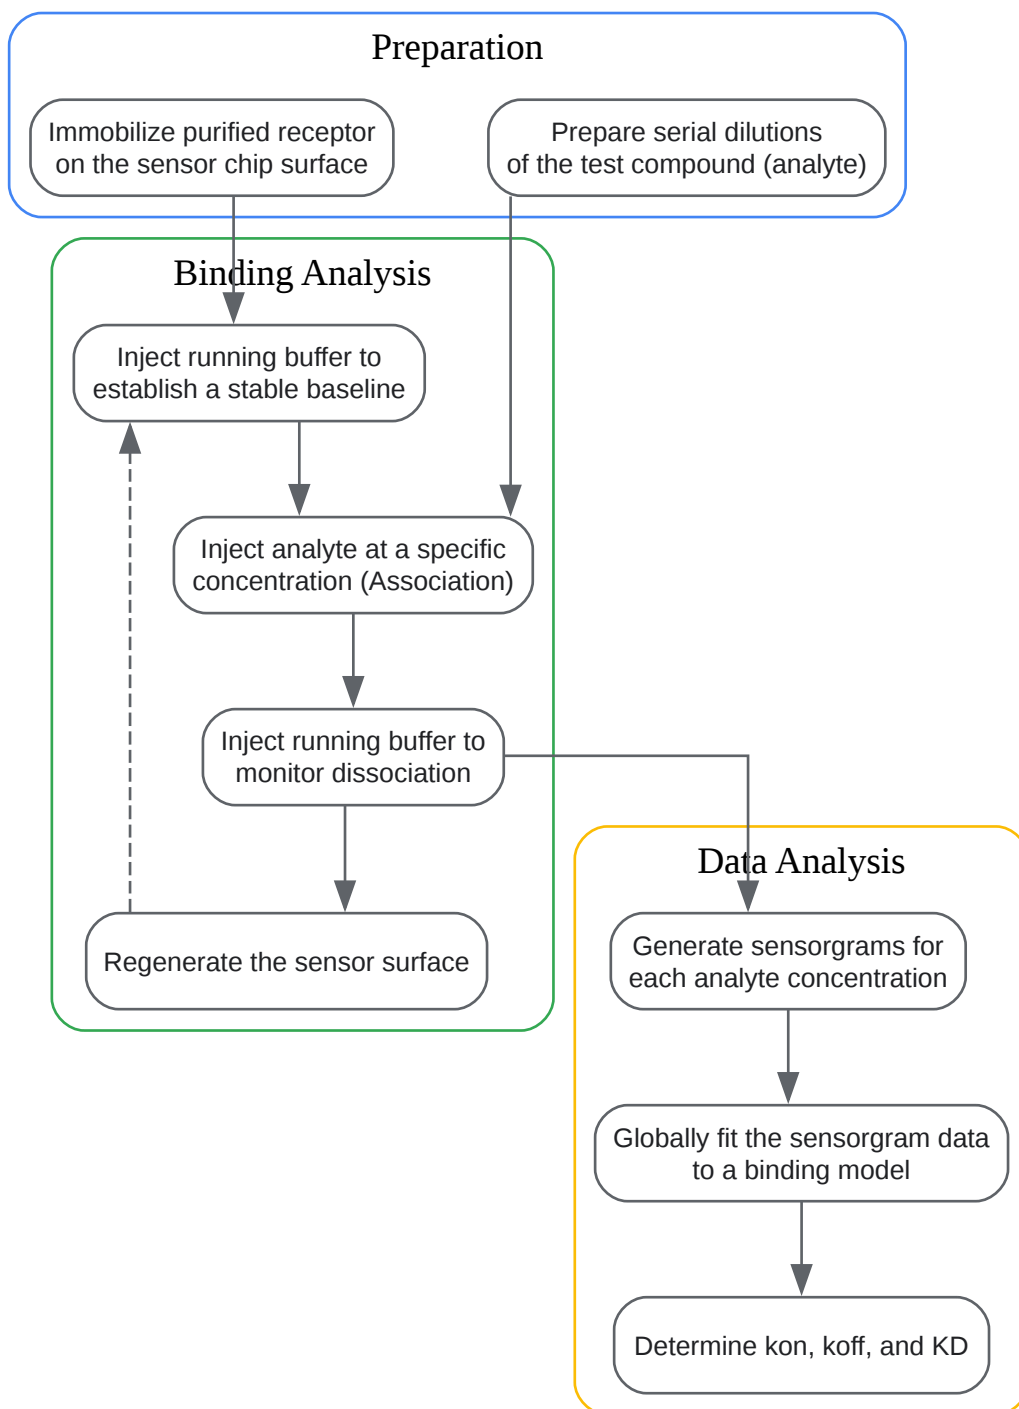 Preparation
Immobilize purified receptor
on the sensor chip surface
Prepare serial dilutions
of the test compound (analyte)
Binding Analysis
Inject running buffer to
establish a stable baseline
Inject analyte at a specific
concentration (Association)
Inject running buffer to
monitor dissociation
Regenerate the sensor surface
Data Analysis
Generate sensorgrams for
each analyte concentration
Globally fit the sensorgram data
to a binding model
Determine kon, koff, and KD